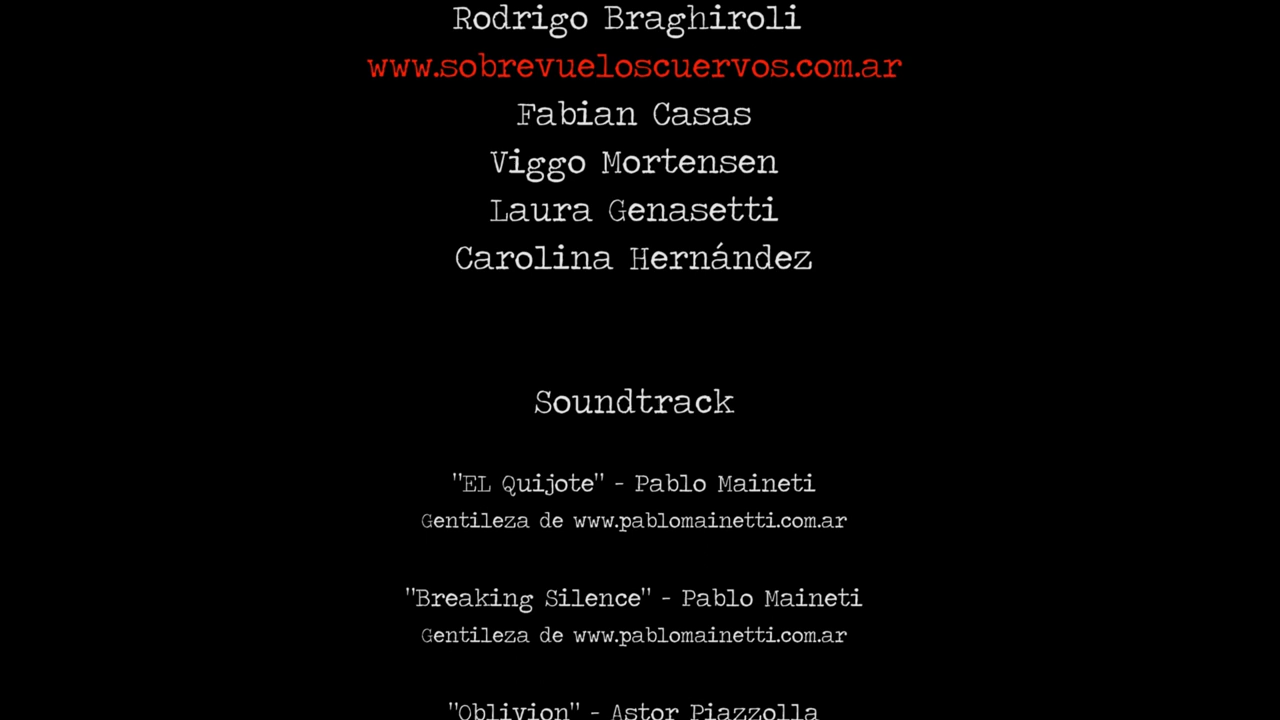 Rodrigo Braghiroli
www.sobrevueloscuervos.com.ar
Fabian Casas
Viggo Mortensen
Laura Genasetti
Carolina Hernández
Soundtrack
"EL Quijote" - Pablo Maineti
Gentileza de www.pablomainetti.com.ar
"Breaking Silence" - Pablo Maineti
Gentileza de www.pablomainetti.com.ar
"Oblivion" - Astor Piazzolla